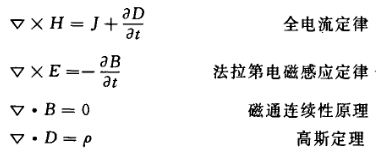 ▽ × H = J + ∂D/∂t 全电流定律
▽ × E = - ∂B/∂t 法拉第电磁感应定律
▽ • B = 0 磁通连续性原理
▽ • D = ρ 高斯定理